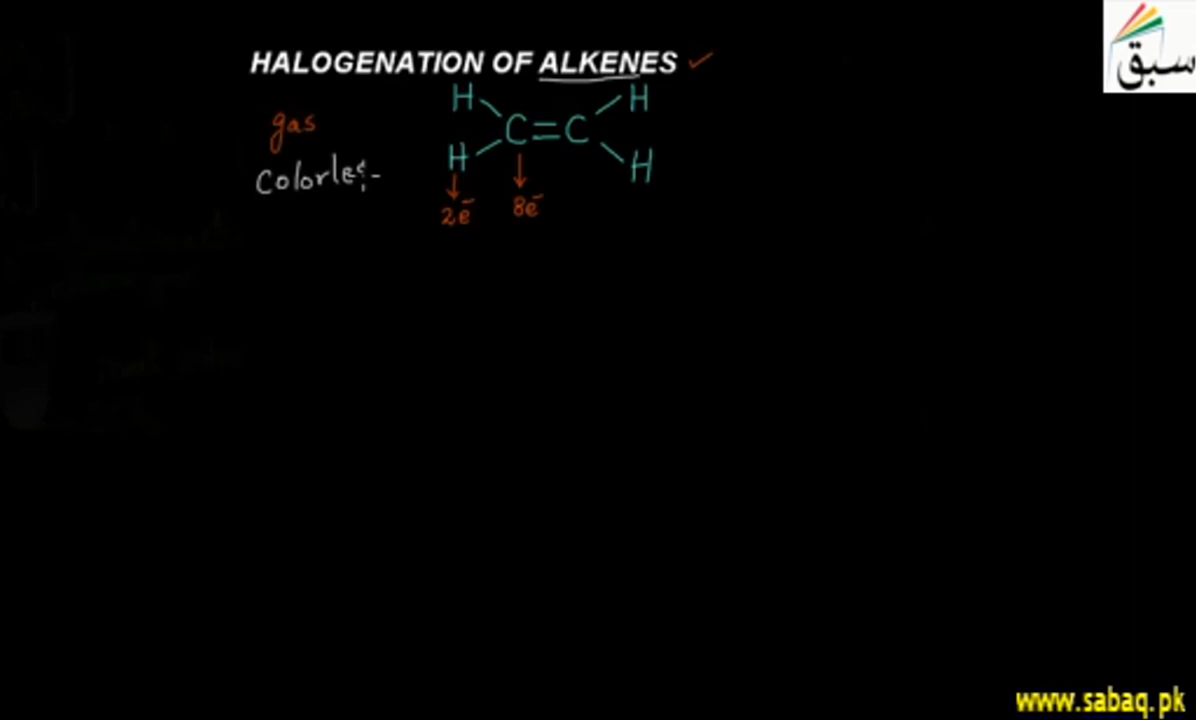 HALOGENATION OF ALKENES ✓
سبق
gas
H H
C=C
colorles:-
H H
2e⁻ 8e⁻
www.sabaq.pk